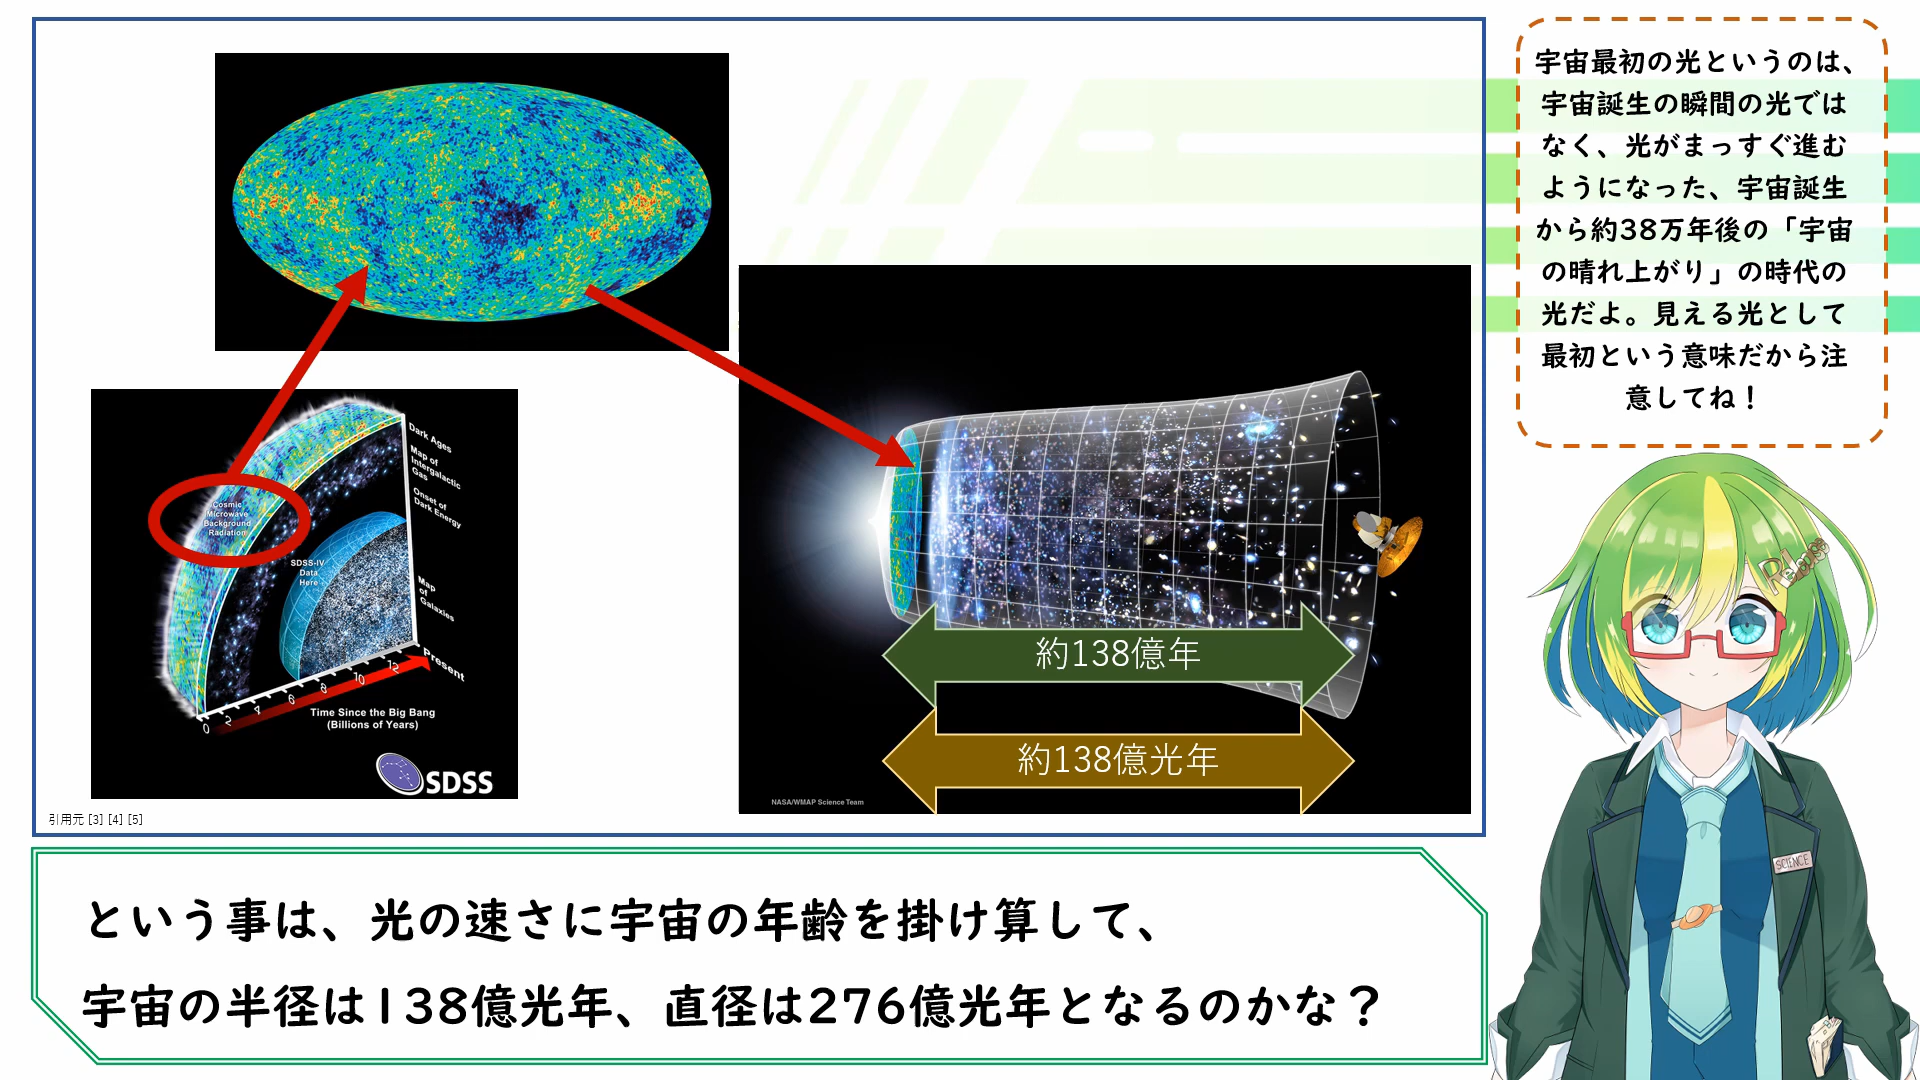 宇宙最初の光というのは、
宇宙誕生の瞬間の光では
なく、光がまっすぐ進む
ようになった、宇宙誕生
から約38万年後の「宇宙
の晴れ上がり」の時代の
光だよ。見える光として
最初という意味だから注
意してね！
Dark Ages
Map of
Intergalactic
Gas
Onset of
Dark Energy
Cosmic
Microwave
Background
Radiation
SDSS-IV
Data
Here
Map
of
Galaxies
Present
0 2 4 6 8 10 12
Time Since the Big Bang
(Billions of Years)
SDSS
約138億年
約138億光年
NASA/WMAP Science Team
引用元 [3] [4] [5]
SCIENCE
という事は、光の速さに宇宙の年齢を掛け算して、
宇宙の半径は138億光年、直径は276億光年となるのかな？